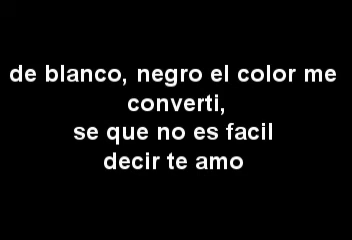 de blanco, negro el color me
converti,
se que no es facil
decir te amo